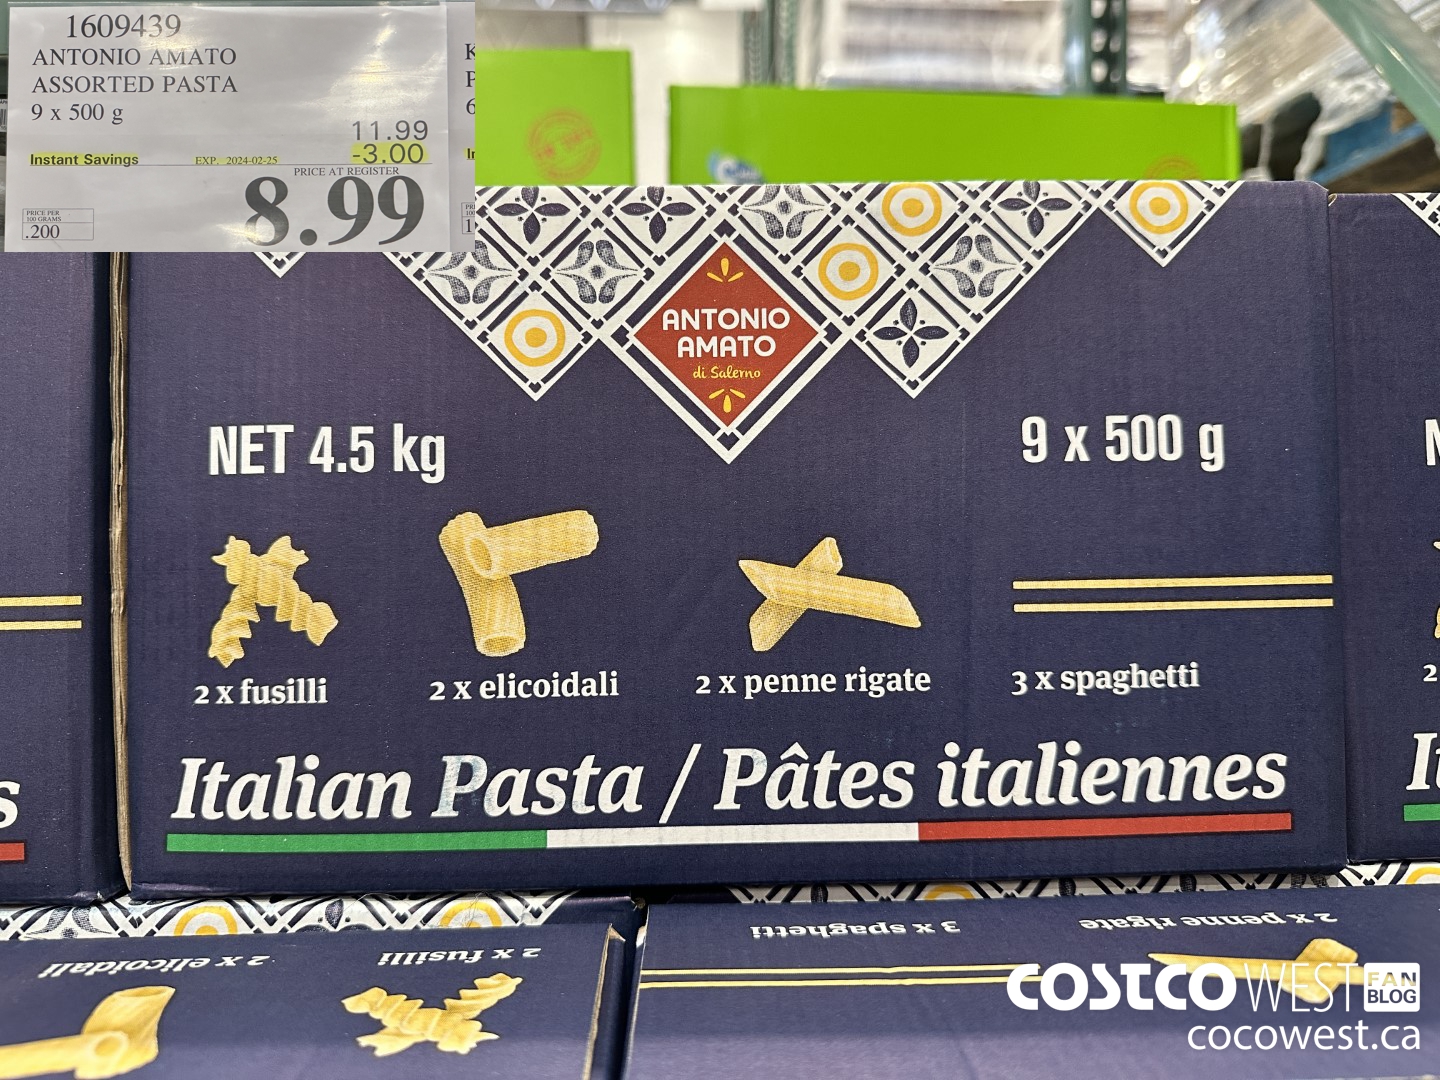 1609439
ANTONIO AMATO
ASSORTED PASTA
9 x 500 g
11.99
Instant Savings EXP. 2024-02-25 -3.00
PRICE AT REGISTER
8.99
PRICE PER
100 GRAMS
.200
K
P
6
ANTONIO
AMATO
di Salerno
NET 4.5 kg
9 x 500 g
2 x fusilli
2 x elicoidali
2 x penne rigate
3 x spaghetti
Italian Pasta / Pâtes italiennes
s
N
2
It
2 x elicoidali
2 x fusilli
3 x spaghetti
2 x penne rigate
COSTCO WEST FAN BLOG
cocowest.ca